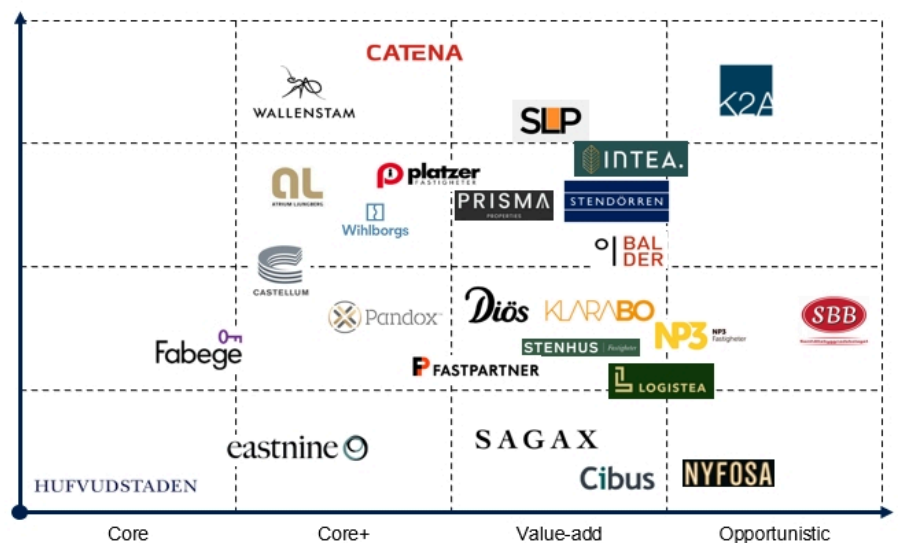 CATENA
WALLENSTAM
K2A
SLP
INTEA.
AL
ATRIUM LJUNGBERG
platzer
FASTIGHETER
PRISMA
PROPERTIES
STENDÖRREN
Wihlborgs
BAL
DER
CASTELLUM
Pandox
Diös
KLARABO
SBB
Samhällsbyggnadsbolaget
NP3
NP3
Fastigheter
Fabege
STENHUS Fastigheter
FASTPARTNER
LOGISTEA
eastnine
SAGAX
Cibus
NYFOSA
HUFVUDSTADEN
Core
Core+
Value-add
Opportunistic